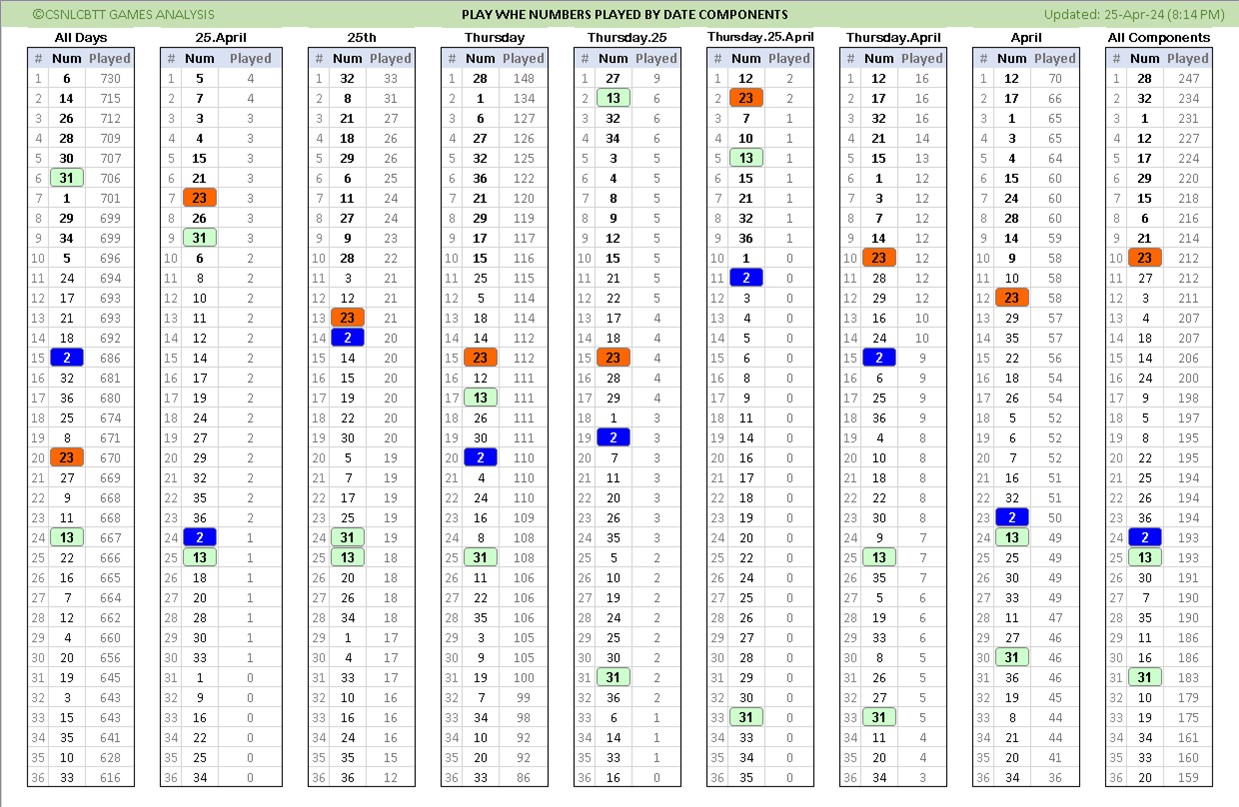 ©CSNLCBTT GAMES ANALYSIS PLAY WHE NUMBERS PLAYED BY DATE COMPONENTS Updated: 25-Apr-24 (8:14 PM)
All Days 25.April 25th Thursday Thursday.25 Thursday.25.April Thursday.April April All Components
# Num Played # Num Played # Num Played # Num Played # Num Played # Num Played # Num Played # Num Played # Num Played
1 6 730 1 5 4 1 32 33 1 28 148 1 27 9 1 12 2 1 12 16 1 12 70 1 28 247
2 14 715 2 7 4 2 8 31 2 1 134 2 13 6 2 23 2 2 17 16 2 17 66 2 32 234
3 26 712 3 3 3 3 21 27 3 6 127 3 32 6 3 7 1 3 32 16 3 1 65 3 1 231
4 28 709 4 4 3 4 18 26 4 27 126 4 34 6 4 10 1 4 21 14 4 3 65 4 12 227
5 30 707 5 15 3 5 29 26 5 32 125 5 3 5 5 13 1 5 15 13 5 4 64 5 17 224
6 31 706 6 21 3 6 6 25 6 36 122 6 4 5 6 15 1 6 1 12 6 15 60 6 29 220
7 1 701 7 23 3 7 11 24 7 21 120 7 8 5 7 21 1 7 3 12 7 24 60 7 15 218
8 29 699 8 26 3 8 27 24 8 29 119 8 9 5 8 32 1 8 7 12 8 28 60 8 6 216
9 34 699 9 31 3 9 9 23 9 17 117 9 12 5 9 36 1 9 14 12 9 14 59 9 21 214
10 5 696 10 6 2 10 28 22 10 15 116 10 15 5 10 1 0 10 23 12 10 9 58 10 23 212
11 24 694 11 8 2 11 3 21 11 25 115 11 21 5 11 2 0 11 28 12 11 10 58 11 27 212
12 17 693 12 10 2 12 12 21 12 5 114 12 22 5 12 3 0 12 29 12 12 23 58 12 3 211
13 21 693 13 11 2 13 23 21 13 18 114 13 17 4 13 4 0 13 16 10 13 29 57 13 4 207
14 18 692 14 12 2 14 2 20 14 14 112 14 18 4 14 5 0 14 24 10 14 35 57 14 18 207
15 2 686 15 14 2 15 14 20 15 23 112 15 23 4 15 6 0 15 2 9 15 22 56 15 14 206
16 32 681 16 17 2 16 15 20 16 12 111 16 28 4 16 8 0 16 6 9 16 18 54 16 24 200
17 36 680 17 19 2 17 19 20 17 13 111 17 29 4 17 9 0 17 25 9 17 26 54 17 9 198
18 25 674 18 24 2 18 22 20 18 26 111 18 1 3 18 11 0 18 36 9 18 5 52 18 5 197
19 8 671 19 27 2 19 30 20 19 30 111 19 2 3 19 14 0 19 4 8 19 6 52 19 8 195
20 23 670 20 29 2 20 5 19 20 2 110 20 7 3 20 16 0 20 10 8 20 7 52 20 22 195
21 27 669 21 32 2 21 7 19 21 4 110 21 11 3 21 17 0 21 18 8 21 16 51 21 25 194
22 9 668 22 35 2 22 17 19 22 24 110 22 20 3 22 18 0 22 22 8 22 32 51 22 26 194
23 11 668 23 36 2 23 25 19 23 16 109 23 26 3 23 19 0 23 30 8 23 2 50 23 36 194
24 13 667 24 2 1 24 31 19 24 8 108 24 35 3 24 20 0 24 9 7 24 13 49 24 2 193
25 22 666 25 13 1 25 13 18 25 31 108 25 5 2 25 22 0 25 13 7 25 25 49 25 13 193
26 16 665 26 18 1 26 20 18 26 11 106 26 10 2 26 24 0 26 35 7 26 30 49 26 30 191
27 7 664 27 20 1 27 26 18 27 22 106 27 19 2 27 25 0 27 5 6 27 33 49 27 7 190
28 12 662 28 28 1 28 34 18 28 35 106 28 24 2 28 26 0 28 19 6 28 11 47 28 35 190
29 4 660 29 30 1 29 1 17 29 3 105 29 25 2 29 27 0 29 33 6 29 27 46 29 11 186
30 20 656 30 33 1 30 4 17 30 9 105 30 30 2 30 28 0 30 8 5 30 31 46 30 16 186
31 19 645 31 1 0 31 33 17 31 19 100 31 31 2 31 29 0 31 26 5 31 36 46 31 31 183
32 3 643 32 9 0 32 10 16 32 7 99 32 36 2 32 30 0 32 27 5 32 19 45 32 10 179
33 15 643 33 16 0 33 16 16 33 34 98 33 6 1 33 31 0 33 31 5 33 8 44 33 19 175
34 35 641 34 22 0 34 24 16 34 10 92 34 14 1 34 33 0 34 11 4 34 21 44 34 34 161
35 10 628 35 25 0 35 35 15 35 20 92 35 33 1 35 34 0 35 20 4 35 20 41 35 33 160
36 33 616 36 34 0 36 36 12 36 33 86 36 16 0 36 35 0 36 34 3 36 34 36 36 20 159